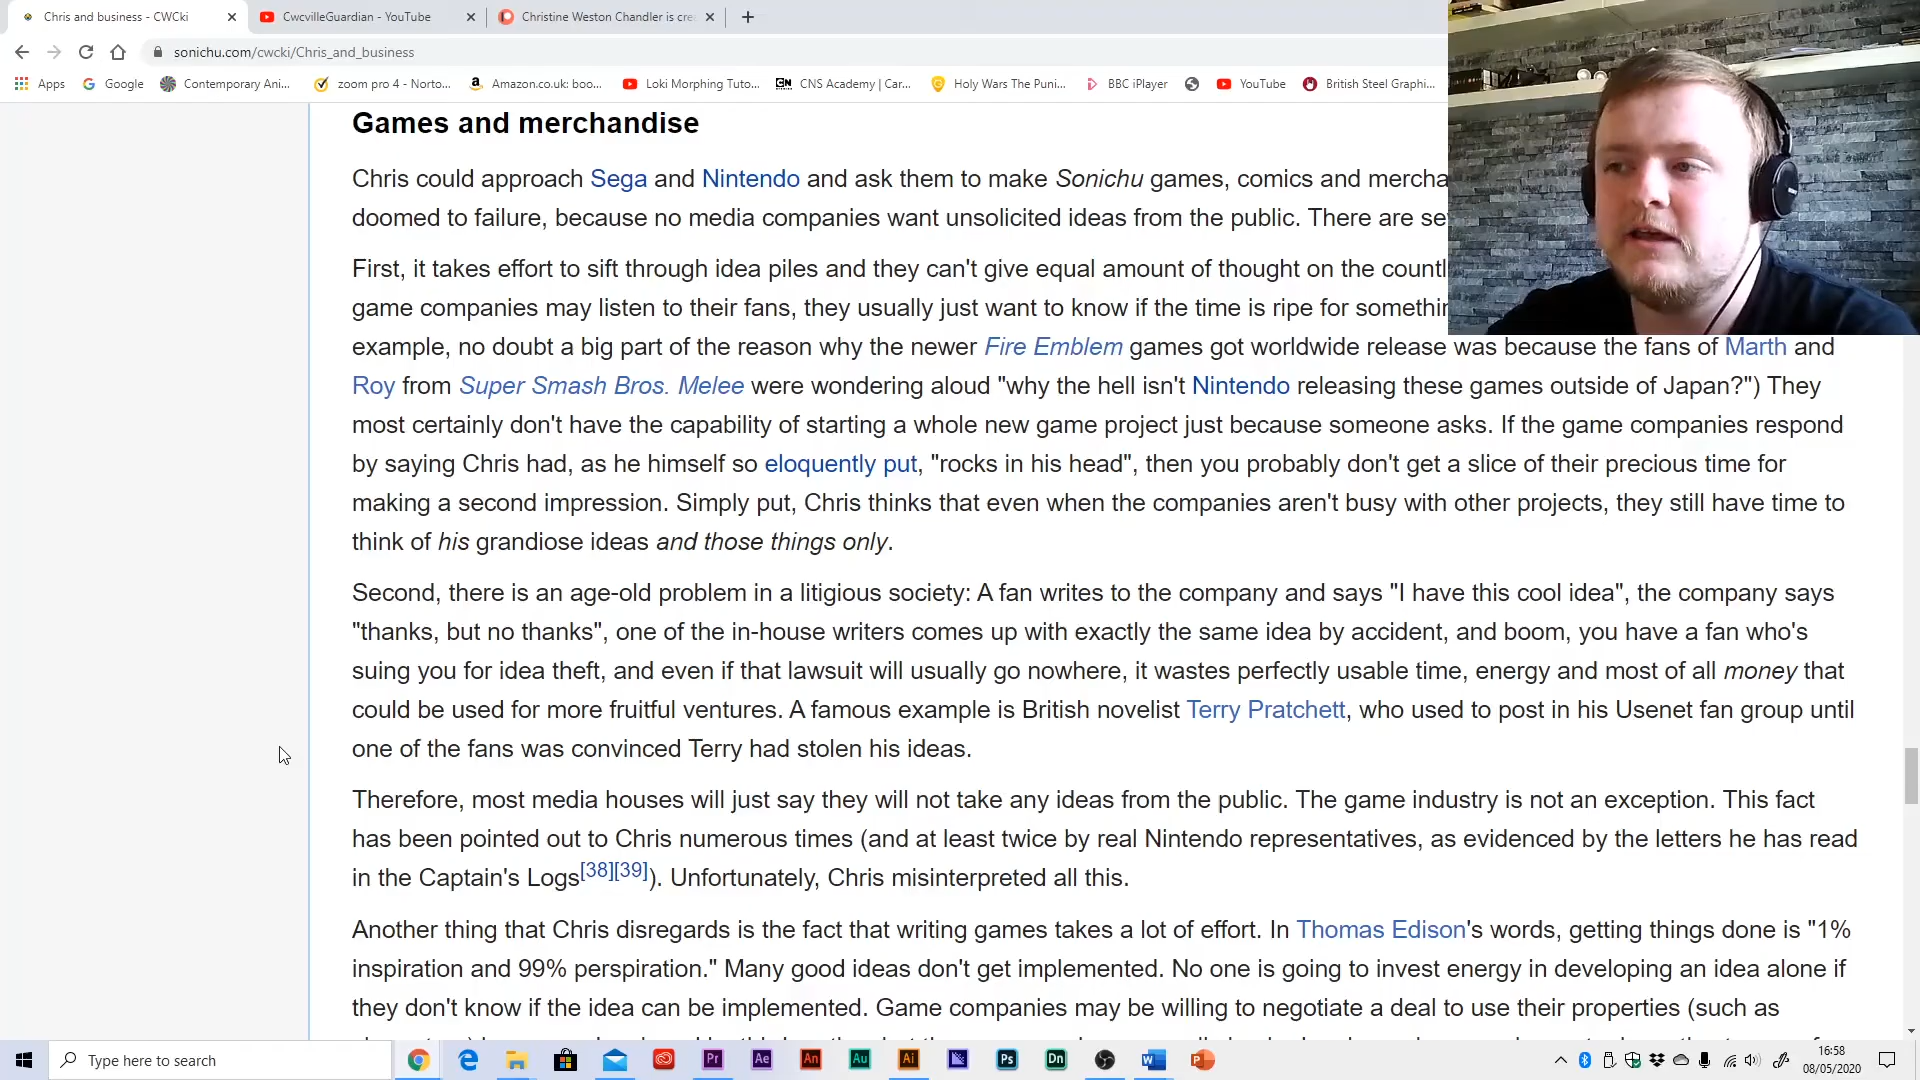 Chris and business - CWCki
CwcvilleGuardian - YouTube
Christine Weston Chandler is cre
sonichu.com/cwcki/Chris_and_business
Apps
Google
Contemporary Ani...
zoom pro 4 - Norto...
Amazon.co.uk: boo...
Loki Morphing Tuto...
CNS Academy | Car...
Holy Wars The Puni...
BBC iPlayer
YouTube
British Steel Graphi...
Games and merchandise
Chris could approach Sega and Nintendo and ask them to make Sonichu games, comics and mercha
doomed to failure, because no media companies want unsolicited ideas from the public. There are se
First, it takes effort to sift through idea piles and they can't give equal amount of thought on the countl
game companies may listen to their fans, they usually just want to know if the time is ripe for somethin
example, no doubt a big part of the reason why the newer Fire Emblem games got worldwide release was because the fans of Marth and
Roy from Super Smash Bros. Melee were wondering aloud "why the hell isn't Nintendo releasing these games outside of Japan?") They
most certainly don't have the capability of starting a whole new game project just because someone asks. If the game companies respond
by saying Chris had, as he himself so eloquently put, "rocks in his head", then you probably don't get a slice of their precious time for
making a second impression. Simply put, Chris thinks that even when the companies aren't busy with other projects, they still have time to
think of his grandiose ideas and those things only.
Second, there is an age-old problem in a litigious society: A fan writes to the company and says "I have this cool idea", the company says
"thanks, but no thanks", one of the in-house writers comes up with exactly the same idea by accident, and boom, you have a fan who's
suing you for idea theft, and even if that lawsuit will usually go nowhere, it wastes perfectly usable time, energy and most of all money that
could be used for more fruitful ventures. A famous example is British novelist Terry Pratchett, who used to post in his Usenet fan group until
one of the fans was convinced Terry had stolen his ideas.
Therefore, most media houses will just say they will not take any ideas from the public. The game industry is not an exception. This fact
has been pointed out to Chris numerous times (and at least twice by real Nintendo representatives, as evidenced by the letters he has read
in the Captain's Logs[38][39]). Unfortunately, Chris misinterpreted all this.
Another thing that Chris disregards is the fact that writing games takes a lot of effort. In Thomas Edison's words, getting things done is "1%
inspiration and 99% perspiration." Many good ideas don't get implemented. No one is going to invest energy in developing an idea alone if
they don't know if the idea can be implemented. Game companies may be willing to negotiate a deal to use their properties (such as
Type here to search
Pr
Ae
An
Au
Ai
Ps
Dn
16:58
08/05/2020